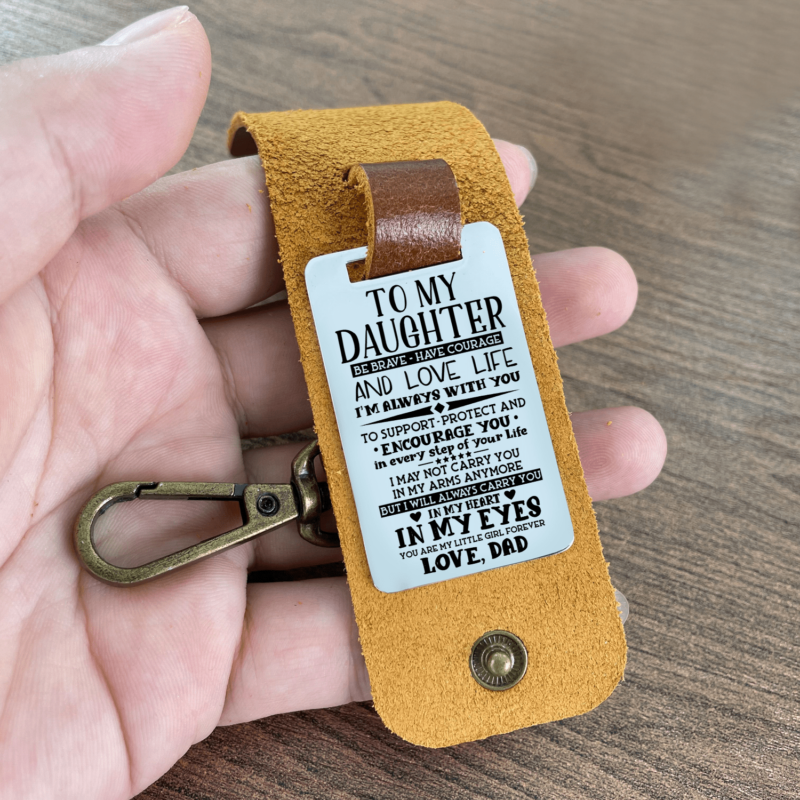 TO MY
DAUGHTER
BE BRAVE • HAVE COURAGE
AND LOVE LIFE
I'M ALWAYS WITH YOU
TO SUPPORT • PROTECT AND
• ENCOURAGE YOU •
in every step of your Life
I MAY NOT CARRY YOU
IN MY ARMS ANYMORE
BUT I WILL ALWAYS CARRY YOU
IN MY HEART
IN MY EYES
YOU ARE MY LITTLE GIRL FOREVER
LOVE, DAD